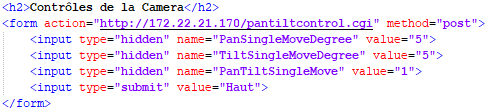 <h2>Contrôles de la Camera</h2>
<form action="http://172.22.21.170/pantiltcontrol.cgi" method="post">
<input type="hidden" name="PanSingleMoveDegree" value="5">
<input type="hidden" name="TiltSingleMoveDegree" value="5">
<input type="hidden" name="PanTiltSingleMove" value="1">
<input type="submit" value="Haut">
</form>